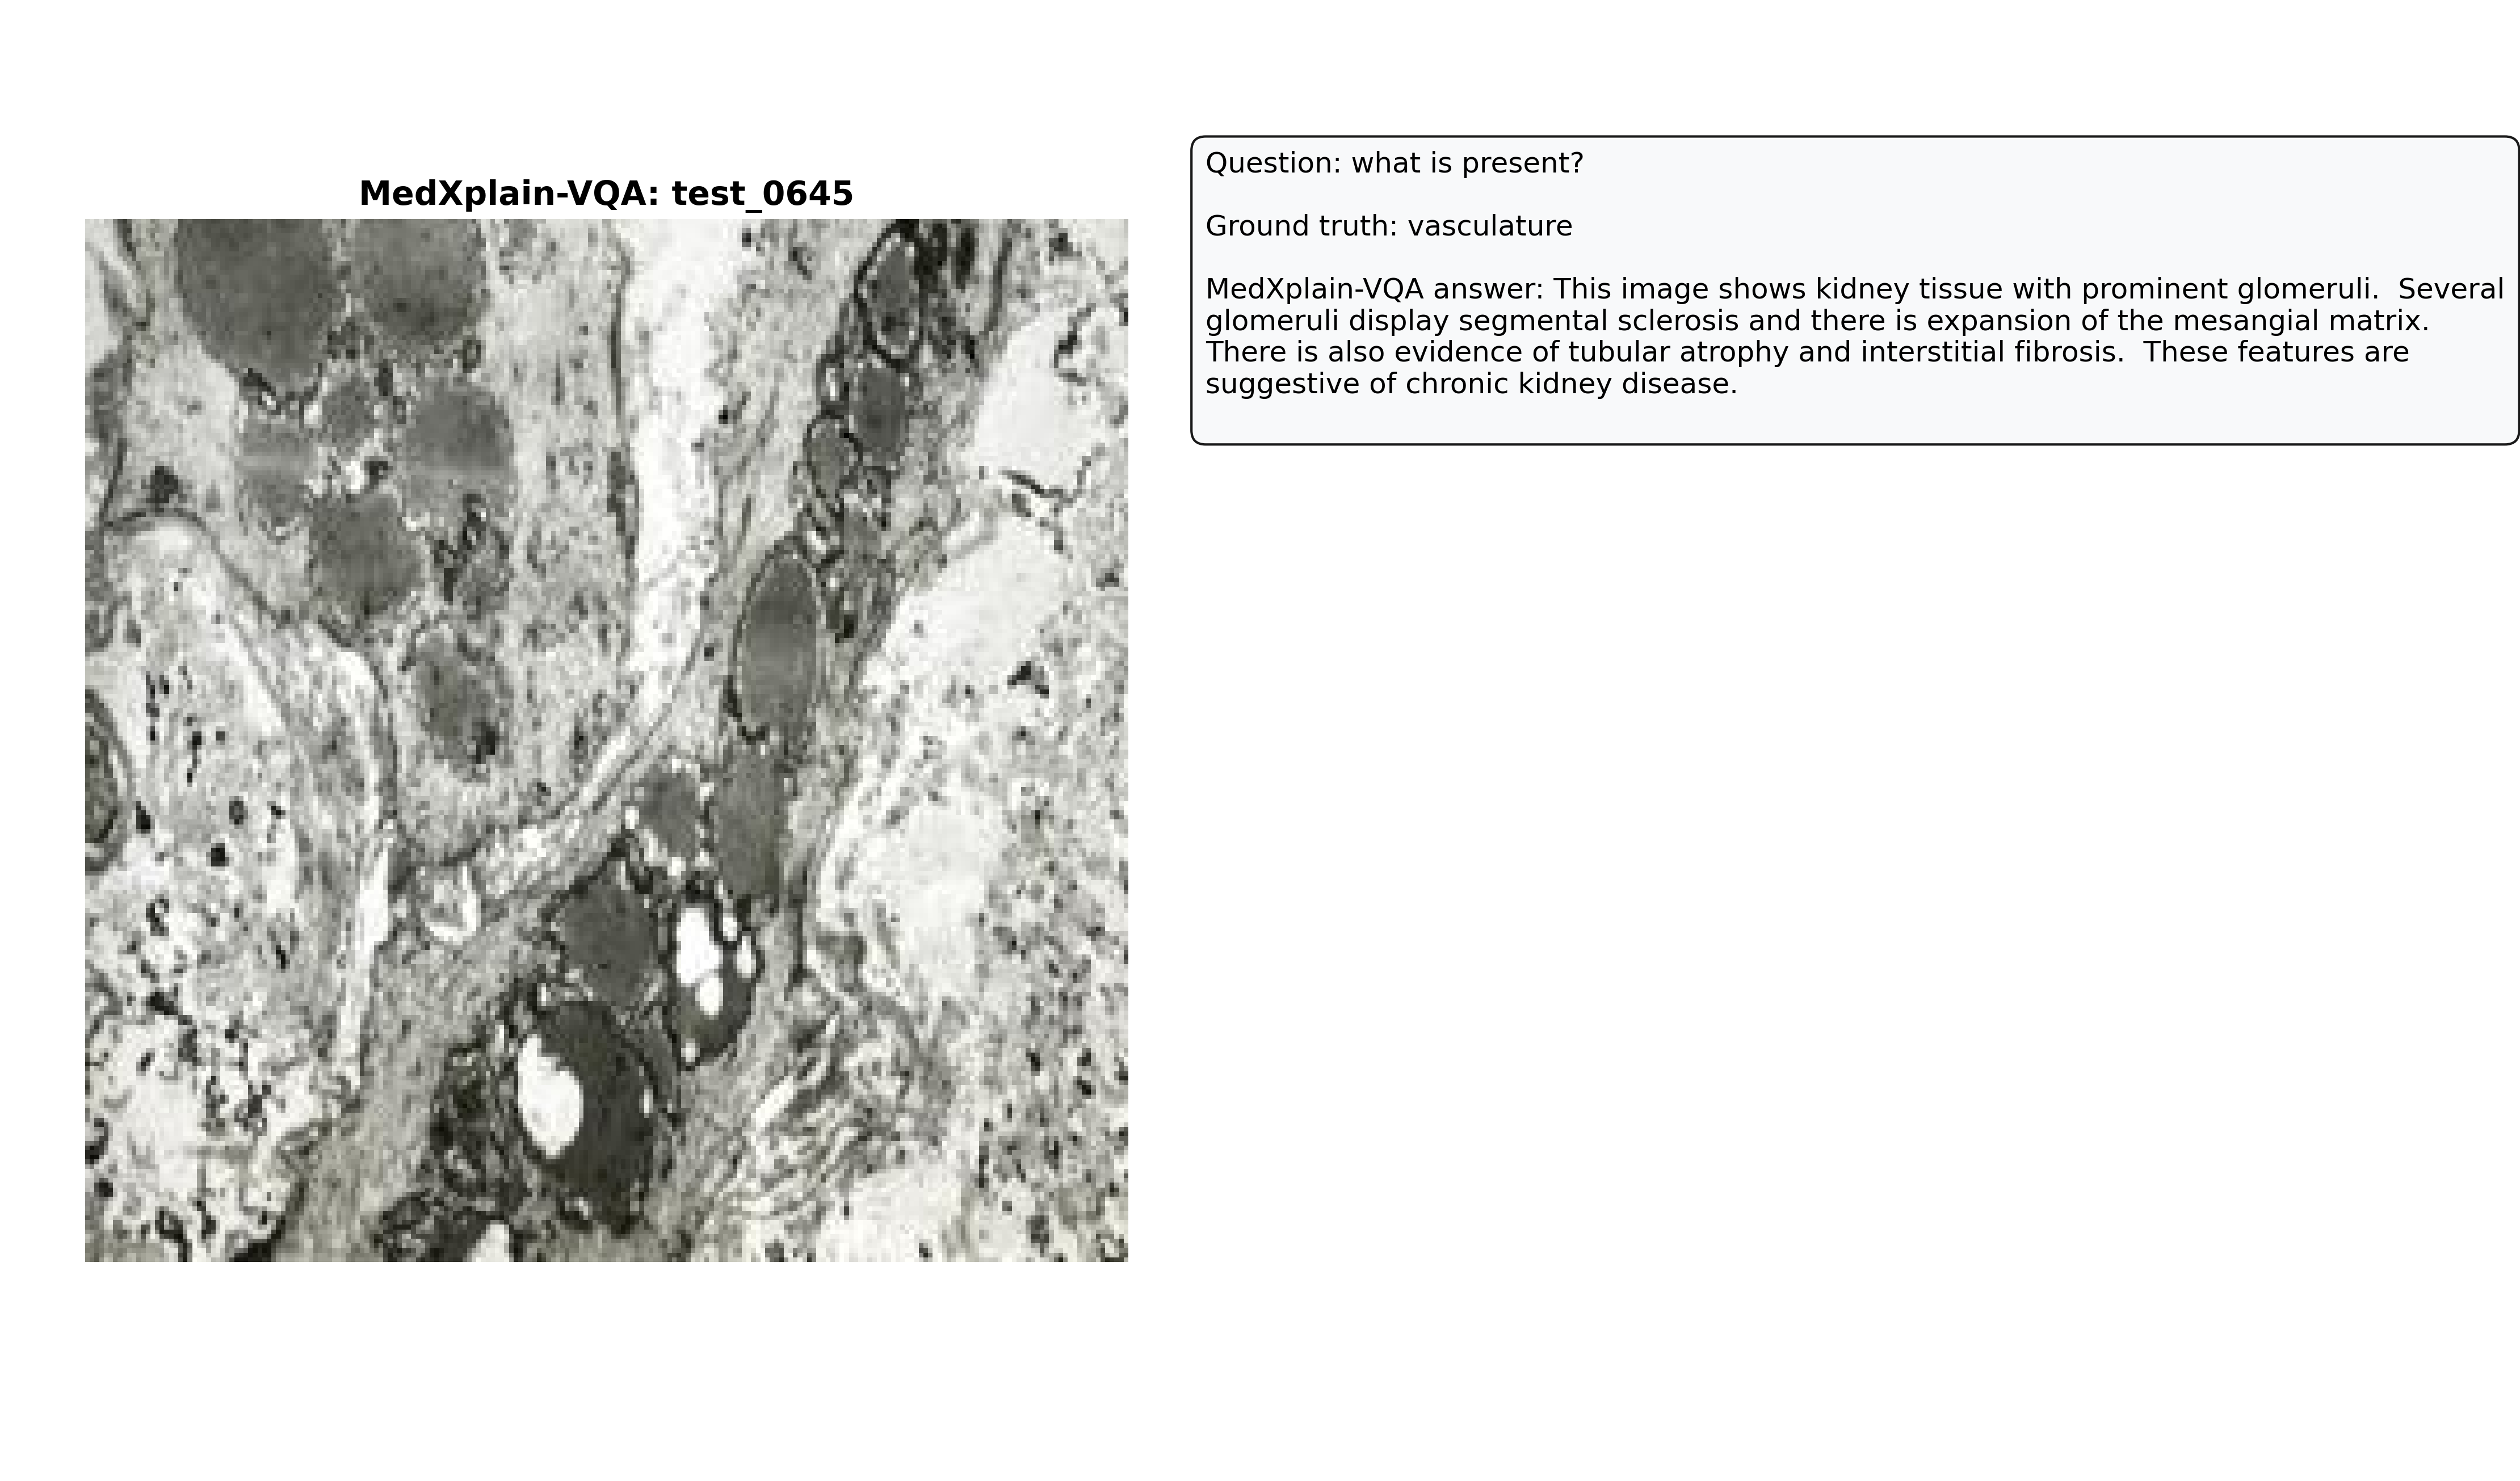 MedXplain-VQA: test_0645
Question: what is present?
Ground truth: vasculature
MedXplain-VQA answer: This image shows kidney tissue with prominent glomeruli.  Several
glomeruli display segmental sclerosis and there is expansion of the mesangial matrix.
There is also evidence of tubular atrophy and interstitial fibrosis.  These features are
suggestive of chronic kidney disease.